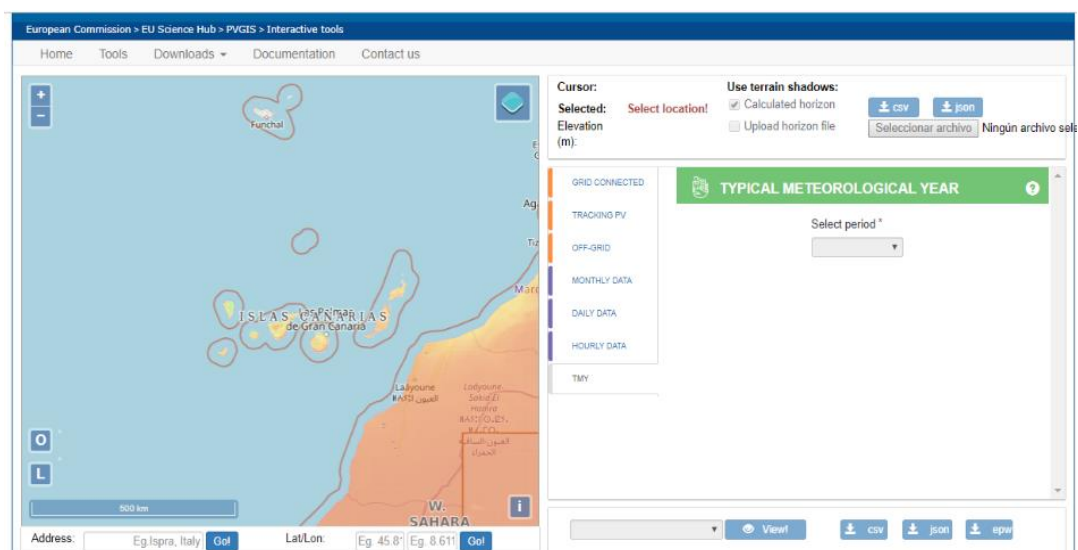 European Commission > EU Science Hub > PVGIS > Interactive tools
Home Tools Downloads Documentation Contact us
+
−
Funchal
Ag
ISLAS CANARIAS
Las Palmas
de Gran Canaria
Laâyoune
العيون
W.
SAHARA
O
L
500 km
i
Address: Eg.Ispra, Italy Go! Lat/Lon: Eg. 45.81 Eg. 8.611 Go!
Cursor:
Selected: Select location!
Elevation
(m):
Use terrain shadows:
Calculated horizon
Upload horizon file
csv json
Seleccionar archivo Ningún archivo sele
GRID CONNECTED
TRACKING PV
OFF-GRID
MONTHLY DATA
DAILY DATA
HOURLY DATA
TMY
TYPICAL METEOROLOGICAL YEAR ?
Select period *
View! csv json epw